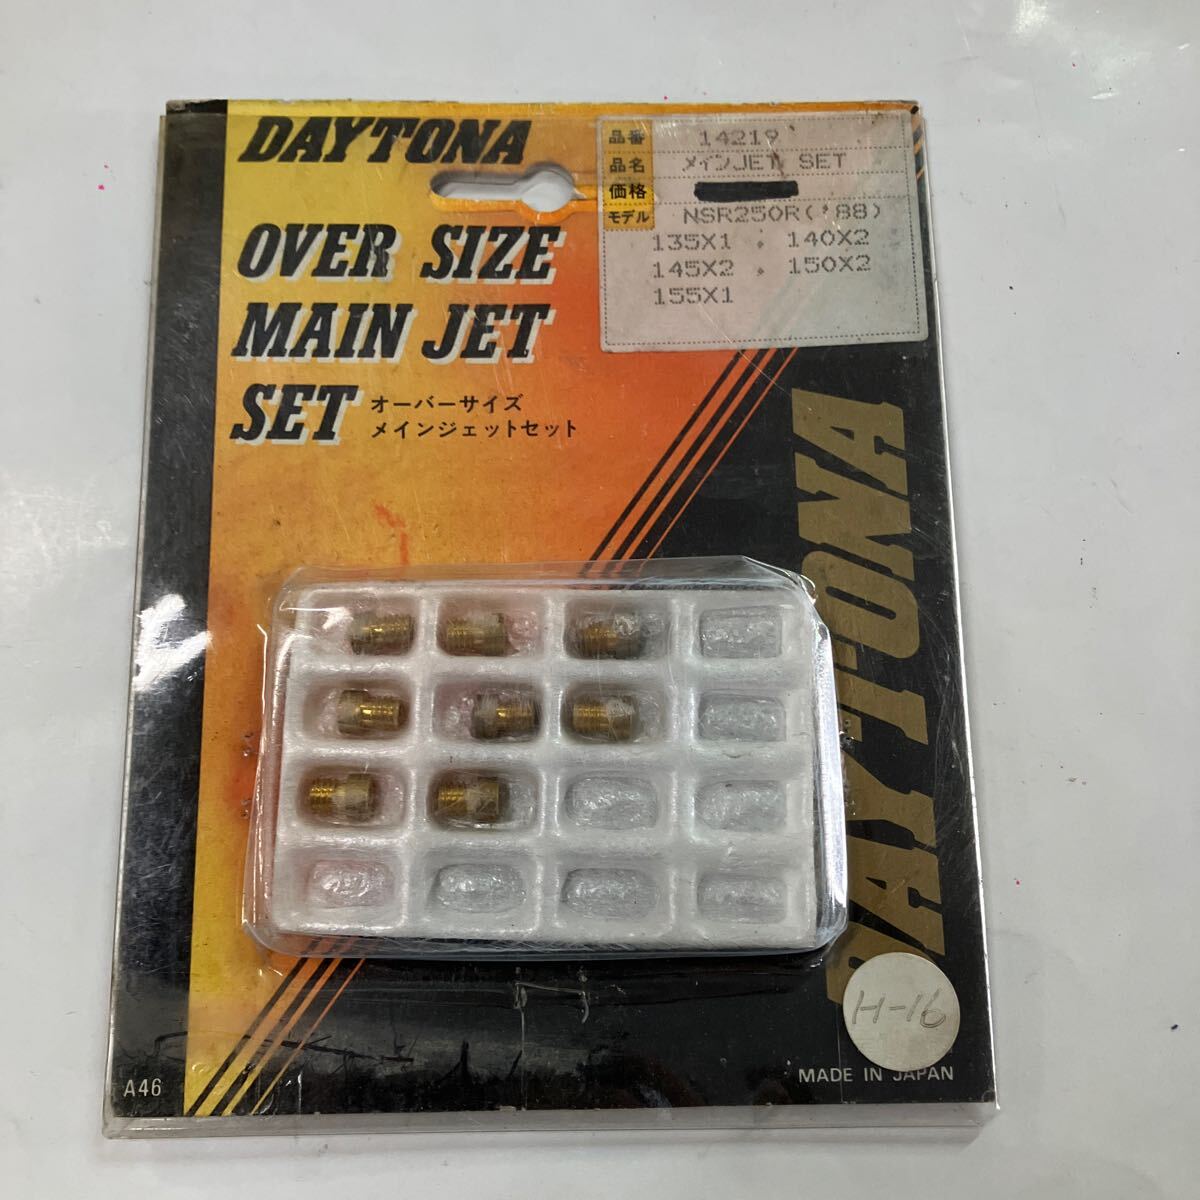 DAYTONA
OVER SIZE
MAIN JET
SET
オーバーサイズ
メインジェットセット
品番 14219
品名 メインJET SET
価格
モデル NSR250R('88)
135X1 . 140X2
145X2 . 150X2
155X1
DAYTONA
DAYTONA
H-16
A46
MADE IN JAPAN